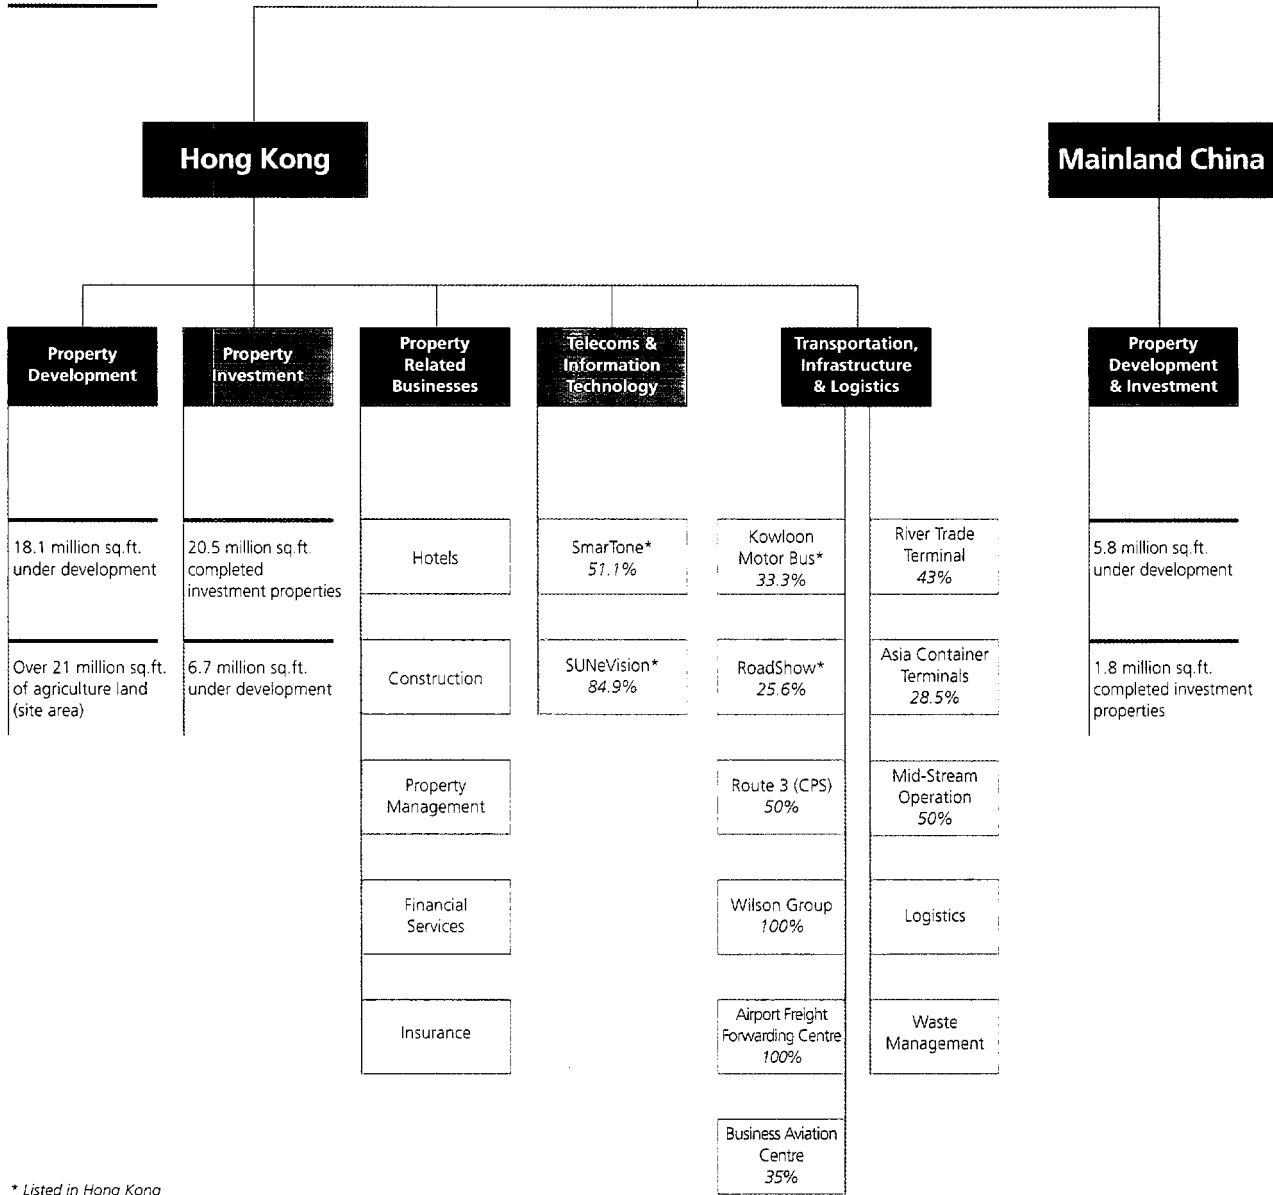 Hong Kong
Mainland China
Property
Development
Property
Investment
Property
Related
Businesses
Telecoms &
Information
Technology
Transportation,
Infrastructure
& Logistics
Property
Development
& Investment
18.1 million sq.ft.
under development
Over 21 million sq.ft.
of agriculture land
(site area)
20.5 million sq.ft.
completed
investment properties
6.7 million sq.ft.
under development
Hotels
Construction
Property
Management
Financial
Services
Insurance
SmarTone*
51.1%
SUNeVision*
84.9%
Kowloon
Motor Bus*
33.3%
RoadShow*
25.6%
Route 3 (CPS)
50%
Wilson Group
100%
Airport Freight
Forwarding Centre
100%
Business Aviation
Centre
35%
River Trade
Terminal
43%
Asia Container
Terminals
28.5%
Mid-Stream
Operation
50%
Logistics
Waste
Management
5.8 million sq.ft.
under development
1.8 million sq.ft.
completed investment
properties
* Listed in Hong Kong